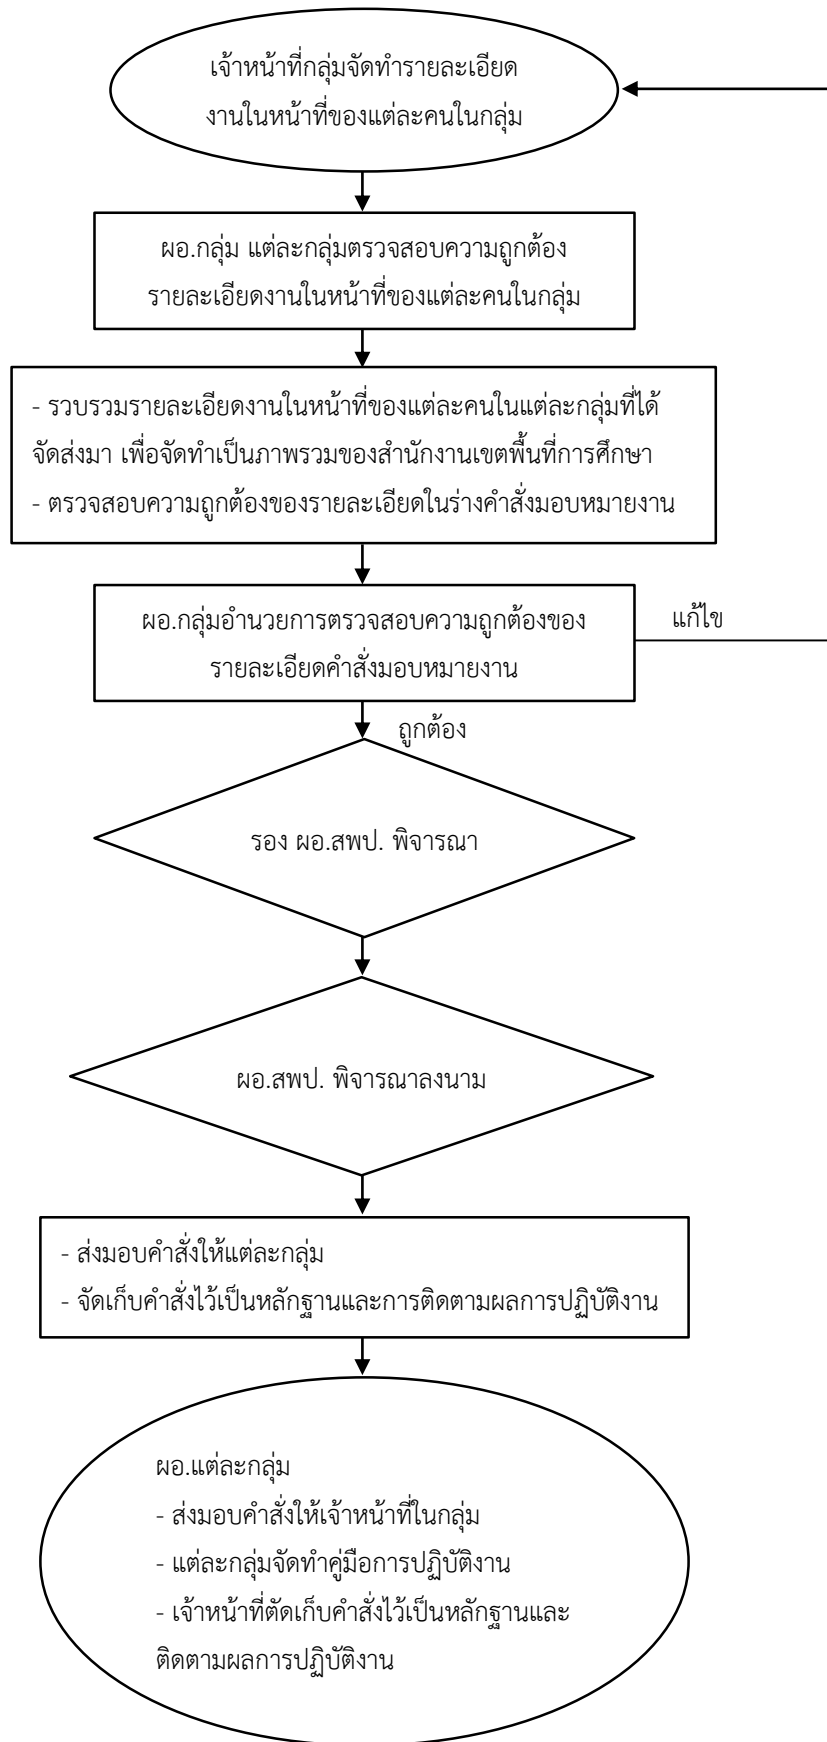 เจ้าหน้าที่กลุ่มจัดทำรายละเอียด
งานในหน้าที่ของแต่ละคนในกลุ่ม
ผอ.กลุ่ม แต่ละกลุ่มตรวจสอบความถูกต้อง
รายละเอียดงานในหน้าที่ของแต่ละคนในกลุ่ม
- รวบรวมรายละเอียดงานในหน้าที่ของแต่ละคนในแต่ละกลุ่มที่ได้
จัดส่งมา เพื่อจัดทำเป็นภาพรวมของสำนักงานเขตพื้นที่การศึกษา
- ตรวจสอบความถูกต้องของรายละเอียดในร่างคำสั่งมอบหมายงาน
ผอ.กลุ่มอำนวยการตรวจสอบความถูกต้องของ
รายละเอียดคำสั่งมอบหมายงาน
แก้ไข
ถูกต้อง
รอง ผอ.สพป. พิจารณา
ผอ.สพป. พิจารณาลงนาม
- ส่งมอบคำสั่งให้แต่ละกลุ่ม
- จัดเก็บคำสั่งไว้เป็นหลักฐานและการติดตามผลการปฏิบัติงาน
ผอ.แต่ละกลุ่ม
- ส่งมอบคำสั่งให้เจ้าหน้าที่ในกลุ่ม
- แต่ละกลุ่มจัดทำคู่มือการปฏิบัติงาน
- เจ้าหน้าที่ตัดเก็บคำสั่งไว้เป็นหลักฐานและ
ติดตามผลการปฏิบัติงาน